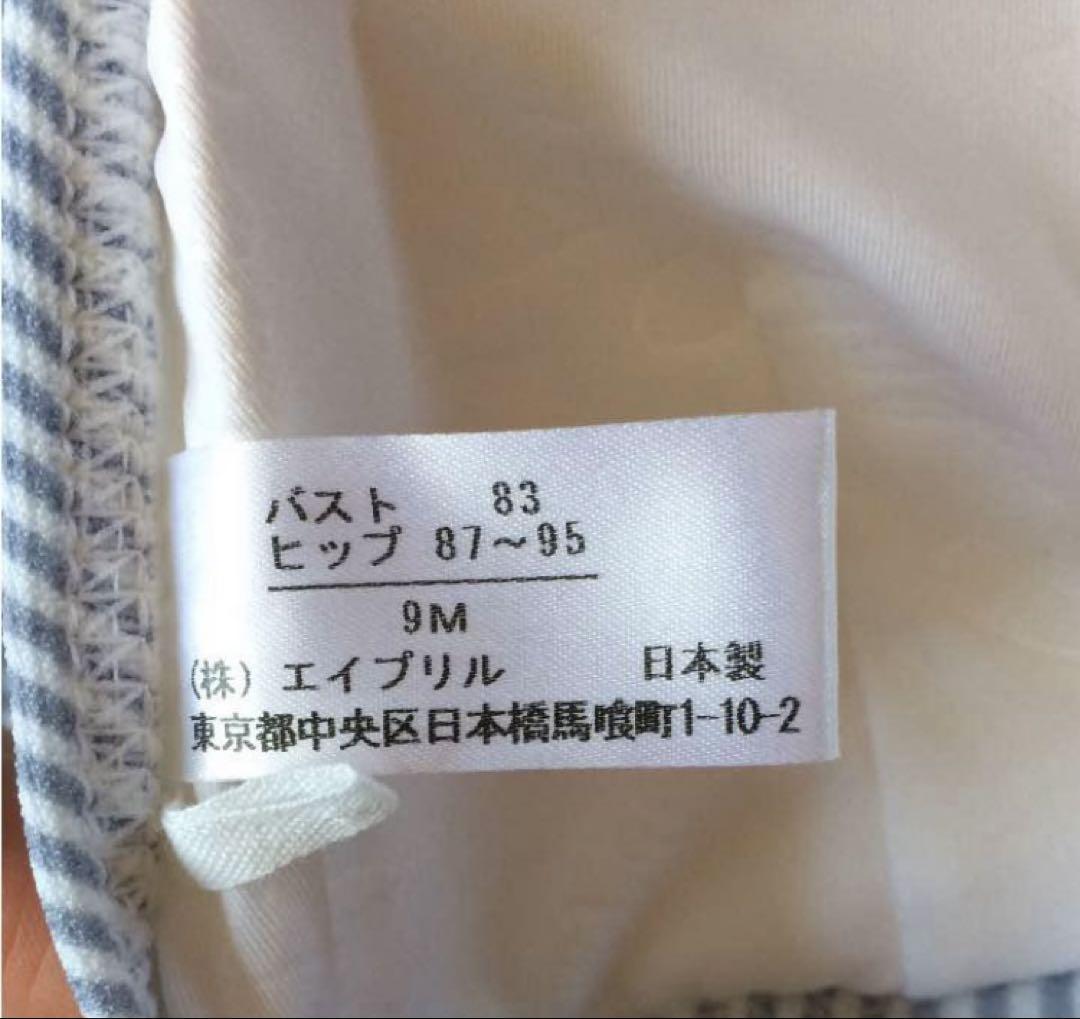 バスト 83
ヒップ 87~95
9M
(株) エイプリル 日本製
東京都中央区日本橋馬喰町1-10-2